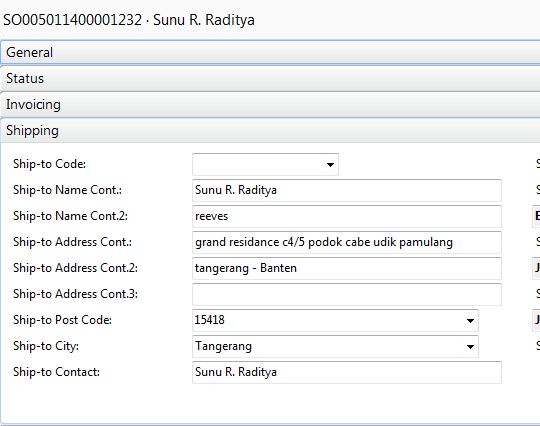 SO005011400001232 · Sunu R. Raditya
General
Status
Invoicing
Shipping
Ship-to Code:
Ship-to Name Cont.: Sunu R. Raditya
Ship-to Name Cont.2: reeves
Ship-to Address Cont.: grand residance c4/5 podok cabe udik pamulang
Ship-to Address Cont.2: tangerang - Banten
Ship-to Address Cont.3:
Ship-to Post Code: 15418
Ship-to City: Tangerang
Ship-to Contact: Sunu R. Raditya